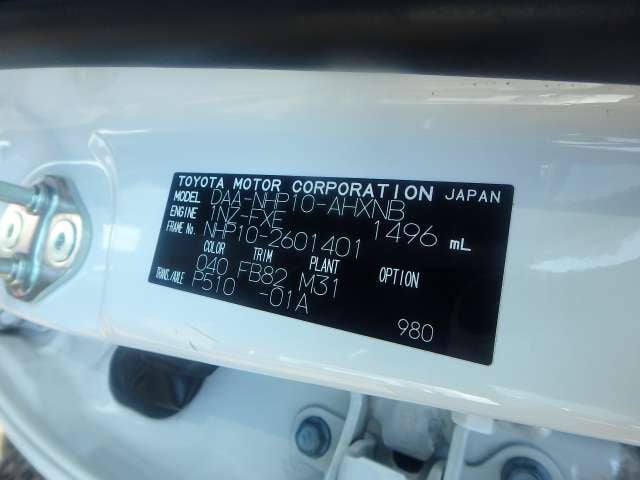 TOYOTA MOTOR CORPORATION JAPAN
MODEL DAA-NHP10-AHXNB
ENGINE 1NZ-FXE 1496 mL
FRAME No. NHP10-2601401
COLOR TRIM PLANT OPTION
040 FB82 M31
TRANS./AXLE P510 -01A
980